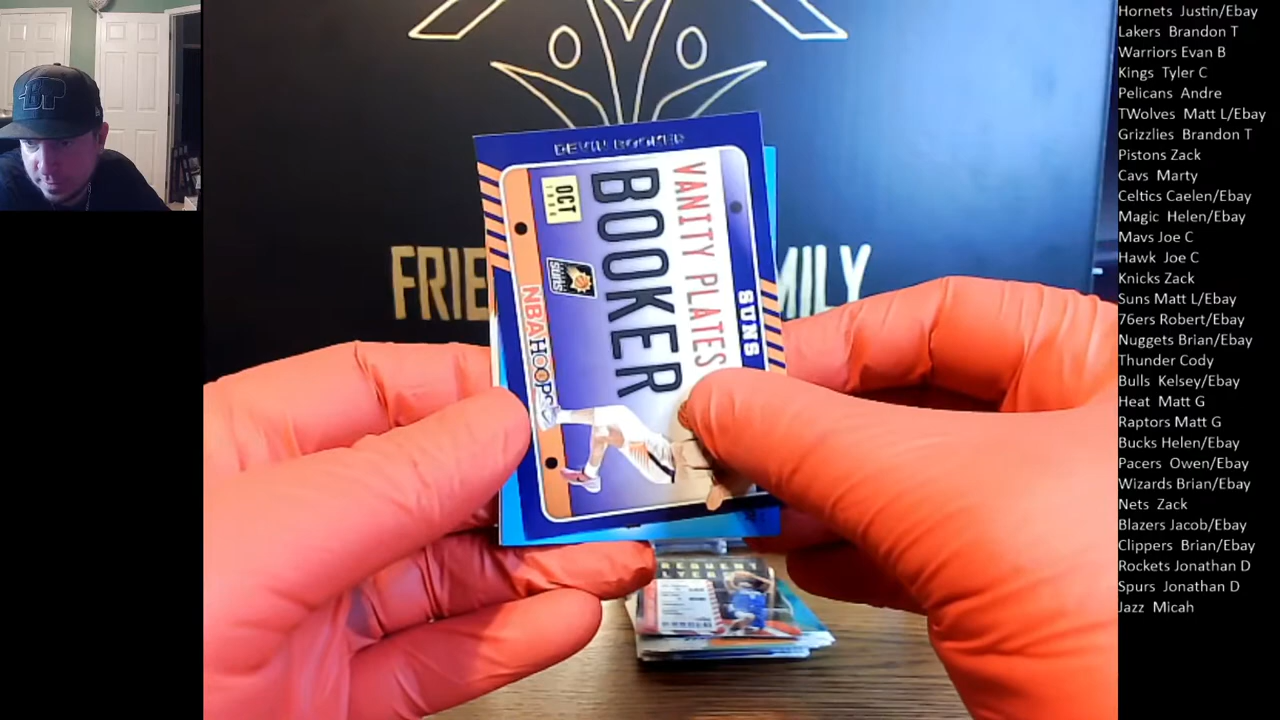 Hornets Justin/Ebay
Lakers Brandon T
Warriors Evan B
Kings Tyler C
Pelicans Andre
TWolves Matt L/Ebay
Grizzlies Brandon T
Pistons Zack
Cavs Marty
Celtics Caelen/Ebay
Magic Helen/Ebay
Mavs Joe C
Hawk Joe C
Knicks Zack
Suns Matt L/Ebay
76ers Robert/Ebay
Nuggets Brian/Ebay
Thunder Cody
Bulls Kelsey/Ebay
Heat Matt G
Raptors Matt G
Bucks Helen/Ebay
Pacers Owen/Ebay
Wizards Brian/Ebay
Nets Zack
Blazers Jacob/Ebay
Clippers Brian/Ebay
Rockets Jonathan D
Spurs Jonathan D
Jazz Micah
DEVIN BOOKER
SUNS
VANITY PLATES
BOOKER
OCT
SUNS
NBA HOOPS
FRIE
MILY